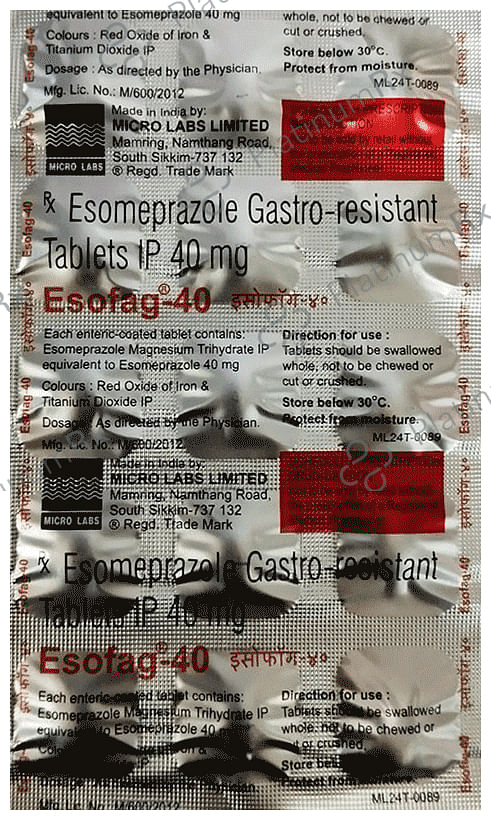 equivalent to Esomeprazole 40 mg
Colours : Red Oxide of Iron &
Titanium Dioxide IP
Dosage : As directed by the Physician.
Mfg. Lic. No.: M/600/2012
whole, not to be chewed or
cut or crushed.
Store below 30°C.
Protect from moisture.
ML24T-0089
MICRO LABS
Made in India by:
MICRO LABS LIMITED
Mamring, Namthang Road,
South Sikkim-737 132
® Regd. Trade Mark
℞ Esomeprazole Gastro-resistant
Tablets IP 40 mg
Esofag®-40 इसोफॉग-४०
Each enteric-coated tablet contains:
Esomeprazole Magnesium Trihydrate IP
equivalent to Esomeprazole 40 mg
Colours : Red Oxide of Iron &
Titanium Dioxide IP
Dosage : As directed by the Physician.
Mfg. Lic. No.: M/600/2012
Direction for use :
Tablets should be swallowed
whole, not to be chewed or
cut or crushed.
Store below 30°C.
Protect from moisture.
ML24T-0089
MICRO LABS
Made in India by:
MICRO LABS LIMITED
Mamring, Namthang Road,
South Sikkim-737 132
® Regd. Trade Mark
℞ Esomeprazole Gastro-resistant
Tablets IP 40 mg
Esofag®-40 इसोफॉग-४०
Each enteric-coated tablet contains:
Esomeprazole Magnesium Trihydrate IP
equivalent to Esomeprazole 40
Mfg. Lic. No.: M/600/2012
Direction for use :
Tablets should be swallowed
whole, not to be chewed or
cut or crushed.
Store
Protect from moisture.
ML24T-0089
Esofag-40
इसोफॉग-४०